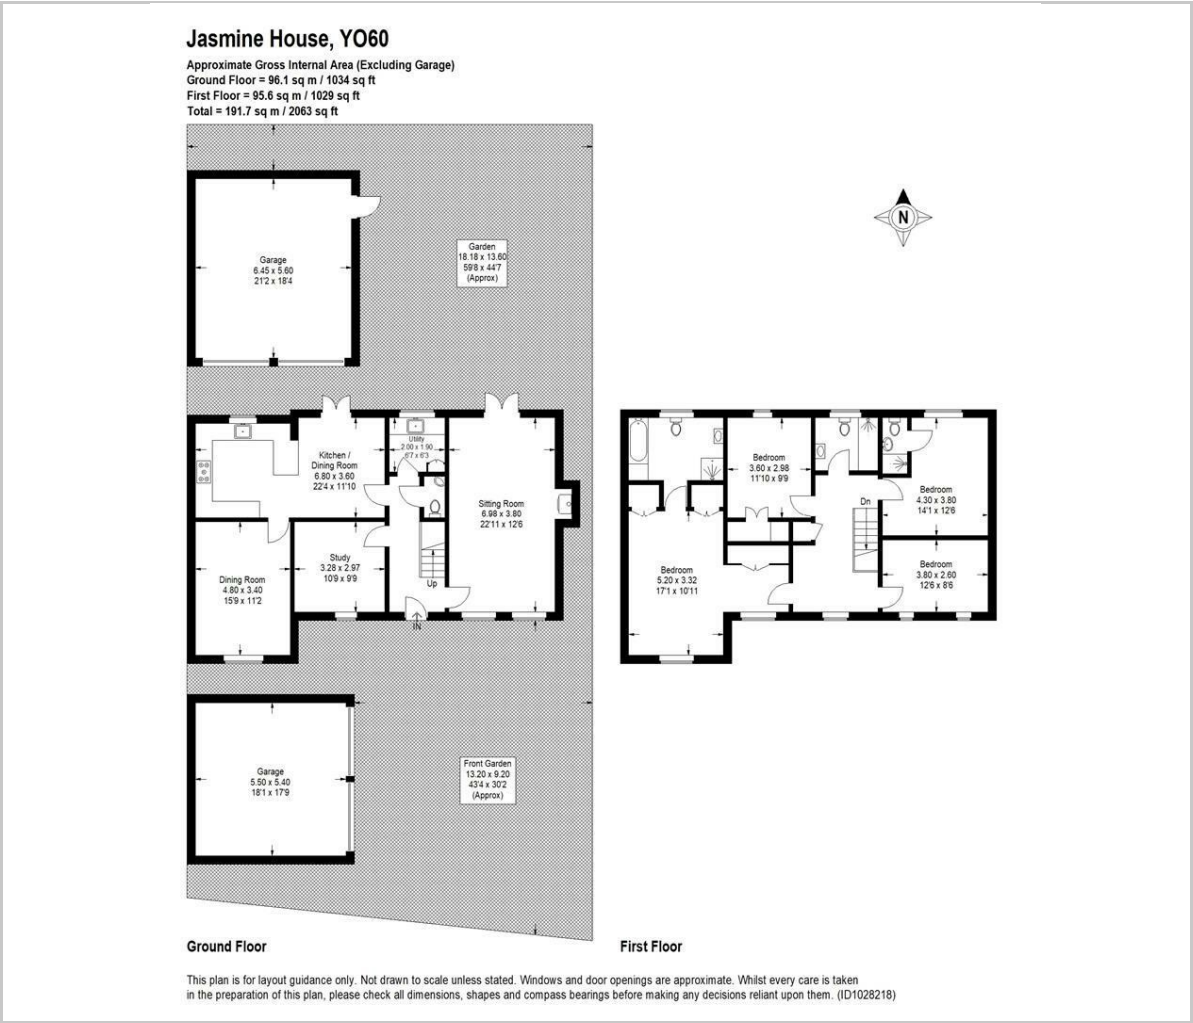 Jasmine House, YO60
Approximate Gross Internal Area (Excluding Garage)
Ground Floor = 96.1 sq m / 1034 sq ft
First Floor = 95.6 sq m / 1029 sq ft
Total = 191.7 sq m / 2063 sq ft
N
Garage
6.45 x 5.60
21'2 x 18'4
Garden
18.18 x 13.60
59'8 x 44'7
(Approx)
Kitchen /
Dining Room
6.80 x 3.60
22'4 x 11'10
Utility
2.00 x 1.90
6'7 x 6'3
Sitting Room
6.98 x 3.80
22'11 x 12'6
Dining Room
4.80 x 3.40
15'9 x 11'2
Study
3.28 x 2.97
10'9 x 9'9
Up
IN
Bedroom
3.60 x 2.98
11'10 x 9'9
Bedroom
4.30 x 3.80
14'1 x 12'6
Dn
Bedroom
5.20 x 3.32
17'1 x 10'11
Bedroom
3.80 x 2.60
12'6 x 8'6
Garage
5.50 x 5.40
18'1 x 17'9
Front Garden
13.20 x 9.20
43'4 x 30'2
(Approx)
Ground Floor
First Floor
This plan is for layout guidance only. Not drawn to scale unless stated. Windows and door openings are approximate. Whilst every care is taken
in the preparation of this plan, please check all dimensions, shapes and compass bearings before making any decisions reliant upon them. (ID1028218)